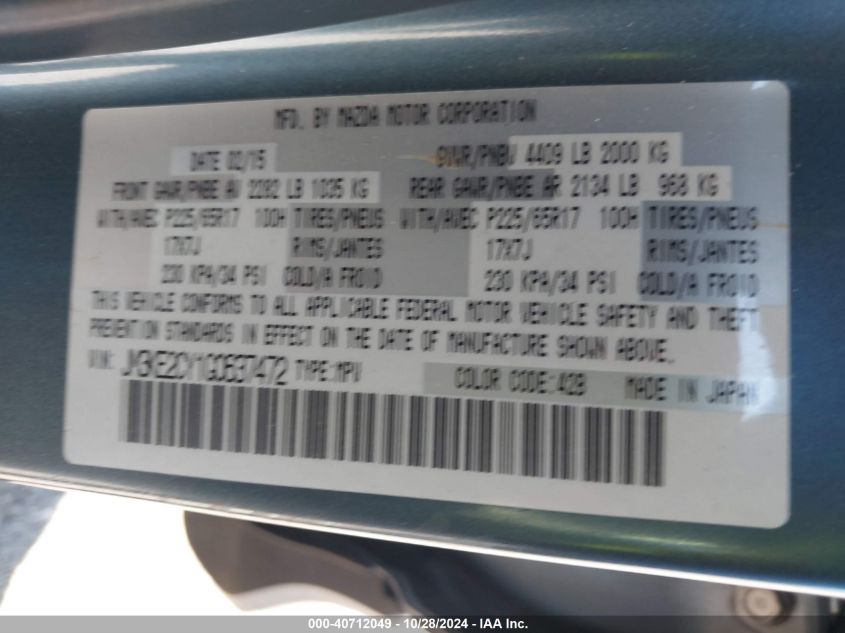 MFD. BY MAZDA MOTOR CORPORATION
DATE 02/15 GVWR/PNBV 4409 LB 2000 KG
FRONT GAWR/PNBE AV 2282 LB 1035 KG REAR GAWR/PNBE AR 2134 LB 968 KG
WITH/AVEC P225/65R17 100H TIRES/PNEUS WITH/AVEC P225/65R17 100H TIRES/PNEUS
17X7J RIMS/JANTES 17X7J RIMS/JANTES
230 KPA/34 PSI COLD/A FROID 230 KPA/34 PSI COLD/A FROID
THIS VEHICLE CONFORMS TO ALL APPLICABLE FEDERAL MOTOR VEHICLE SAFETY AND THEFT
PREVENTION STANDARDS IN EFFECT ON THE DATE OF MANUFACTURE SHOWN ABOVE.
VIN: TYPE:MPV COLOR CODE:42B MADE IN JAPAN
000-40712049 - 10/28/2024 - IAA Inc.